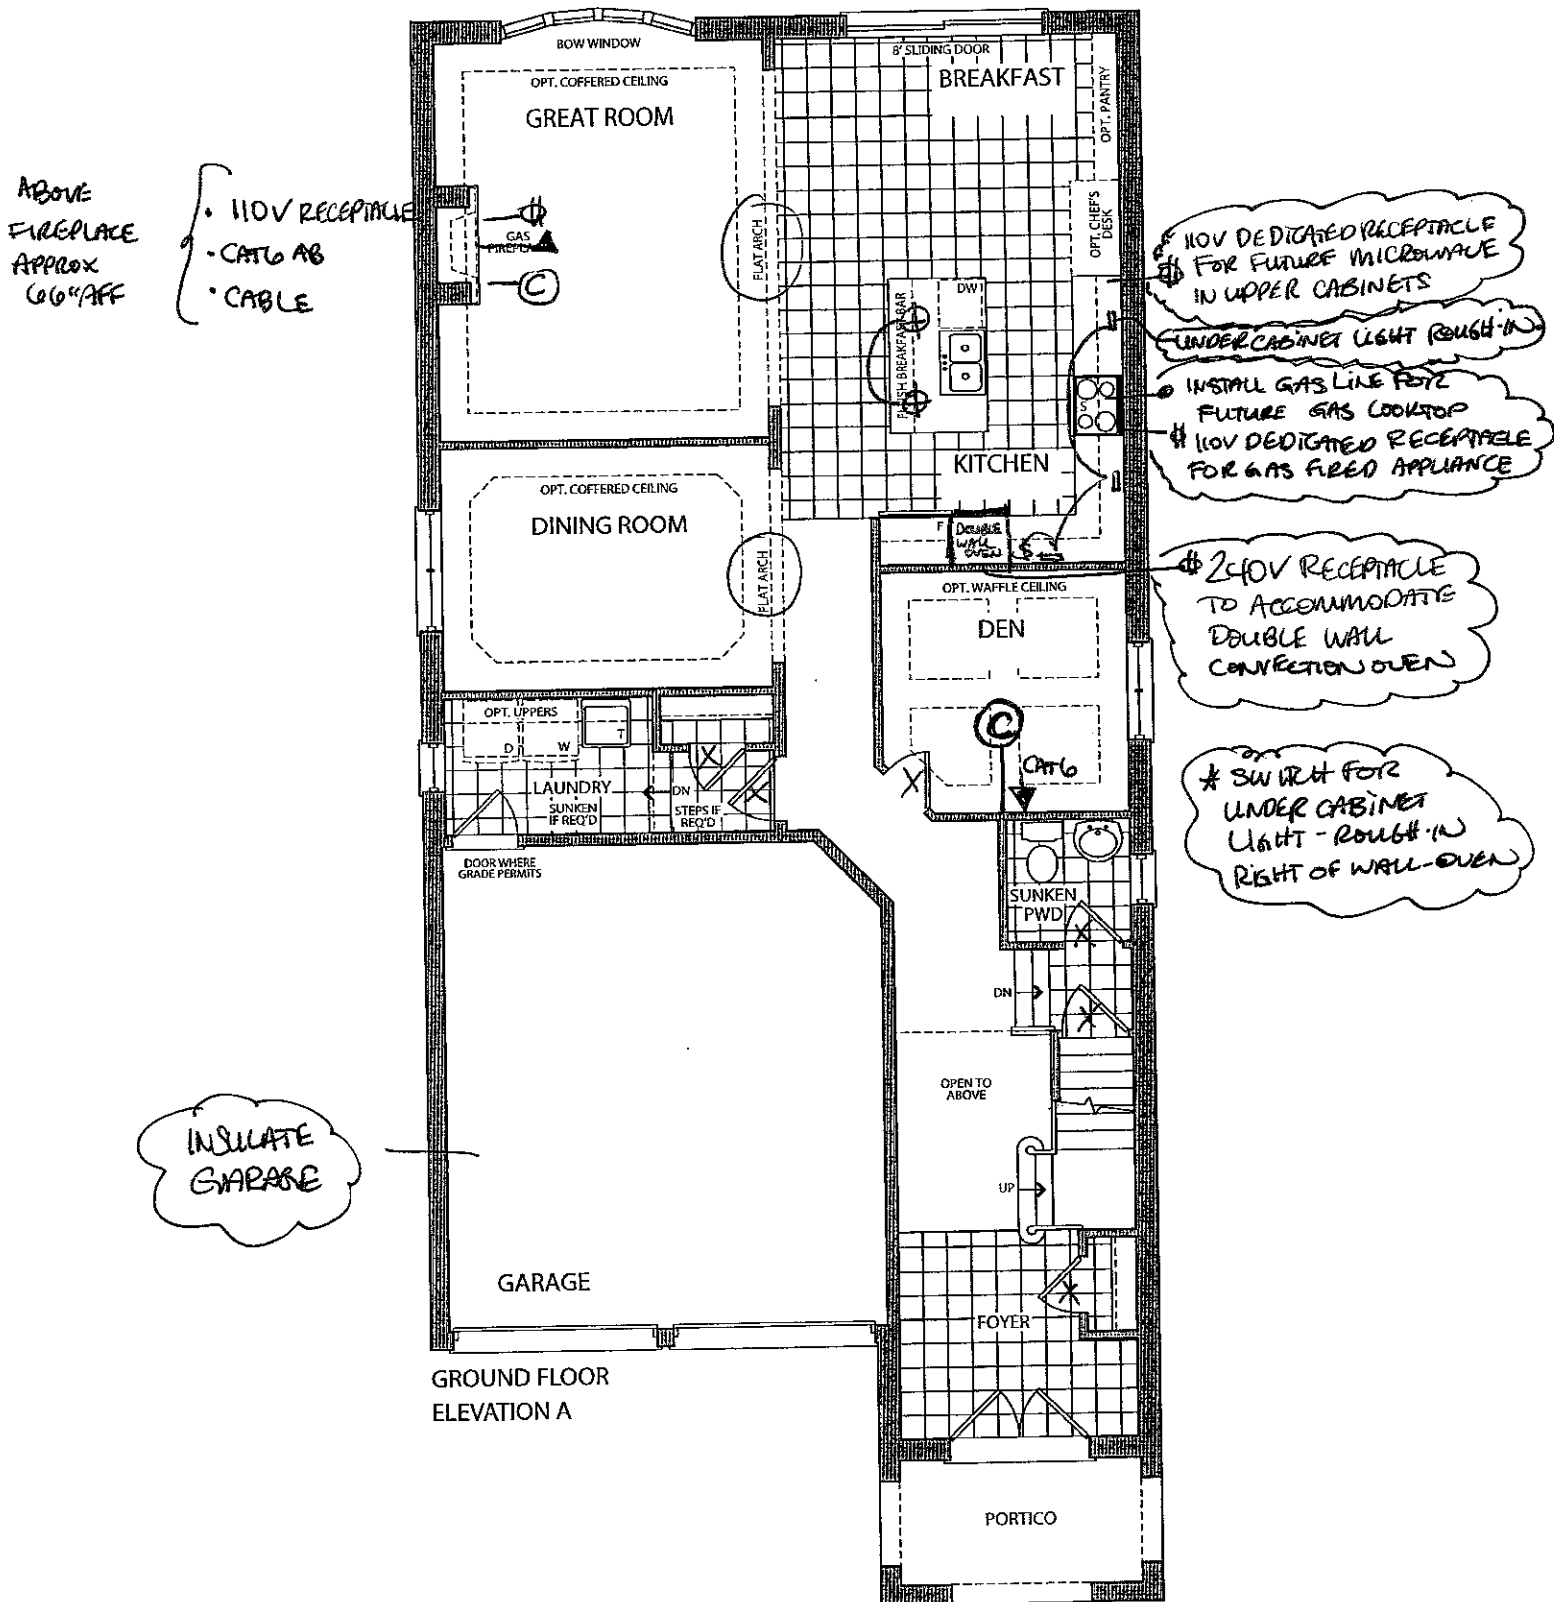 BOW WINDOW
8' SLIDING DOOR
BREAKFAST
OPT. COFFERED CEILING
GREAT ROOM
OPT. PANTRY
ABOVE
FIREPLACE
APPROX
66" AFF
• 110V RECEPTACLE
• CAT6 AB
• CABLE
GAS
FIREPLACE
C
FLAT ARCH
OPT. CHEF'S
DESK
110V DEDICATED RECEPTACLE
FOR FUTURE MICROWAVE
IN UPPER CABINETS
UNDERCABINET LIGHT ROUGH-IN
DW
FLUSH BREAKFAST BAR
S
INSTALL GAS LINE FOR
FUTURE GAS COOKTOP
110V DEDICATED RECEPTACLE
FOR GAS FIRED APPLIANCE
KITCHEN
OPT. COFFERED CEILING
DINING ROOM
FLAT ARCH
F
DOUBLE
WALL
OVEN
$
240V RECEPTACLE
TO ACCOMMODATE
DOUBLE WALL
CONVECTION OVEN
OPT. WAFFLE CEILING
DEN
C
CAT6
X
* SWITCH FOR
UNDER CABINET
LIGHT - ROUGH-IN
RIGHT OF WALL-OVEN
OPT. UPPERS
D
W
T
X
LAUNDRY
SUNKEN
IF REQ'D
DN
STEPS IF
REQ'D
X
DOOR WHERE
GRADE PERMITS
SUNKEN
PWD
X
DN
X
OPEN TO
ABOVE
INSULATE
GARAGE
UP
GARAGE
X
FOYER
GROUND FLOOR
ELEVATION A
PORTICO